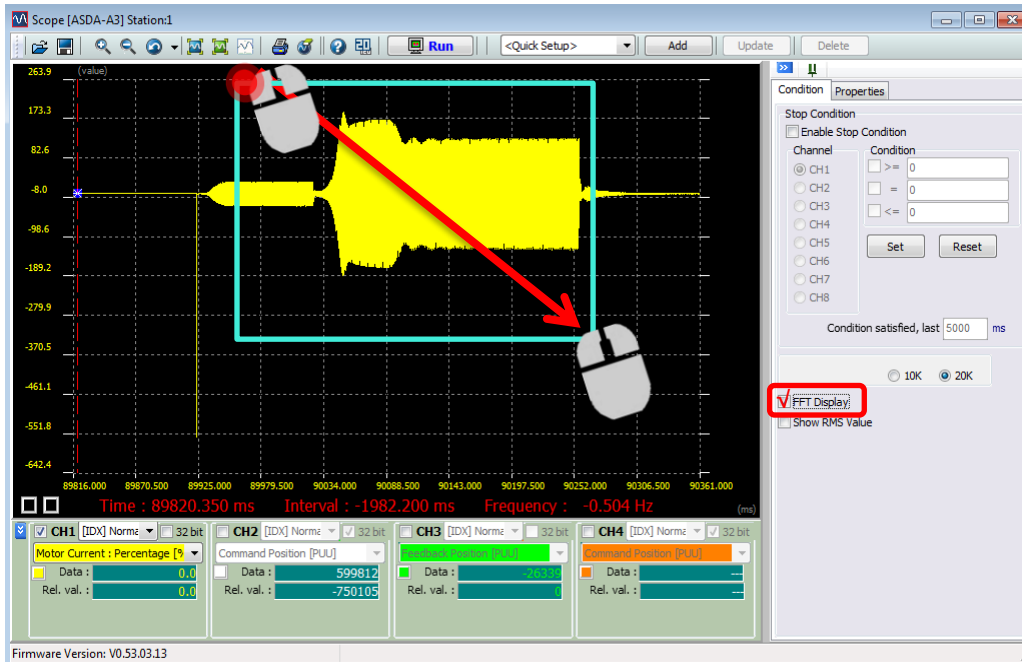 Scope [ASDA-A3] Station:1
Run <Quick Setup> Add Update Delete
263.9 (value)
173.3
82.6
-8.0
-98.6
-189.2
-279.9
-370.5
-461.1
-551.8
-642.4
89816.000 89870.500 89925.000 89979.500 90034.000 90088.500 90143.000 90197.500 90252.000 90306.500 90361.000
Time : 89820.350 ms Interval : -1982.200 ms Frequency : -0.504 Hz (ms)
Condition Properties
Stop Condition
Enable Stop Condition
Channel Condition
CH1 >= 0
CH2 = 0
CH3 <= 0
CH4
CH5 Set Reset
CH6
CH7
CH8
Condition satisfied, last 5000 ms
10K 20K
FFT Display
Show RMS Value
CH1 [IDX] Norma 32 bit CH2 [IDX] Norma 32 bit CH3 [IDX] Norma 32 bit CH4 [IDX] Norma 32 bit
Motor Current : Percentage [% Command Position [PUU] Feedback Position [PUU] Command Position [PUU]
Data : 0.0 Data : 599812 Data : -26339 Data : ---
Rel. val. : 0.0 Rel. val. : -750105 Rel. val. : 0 Rel. val. : ---
Firmware Version: V0.53.03.13